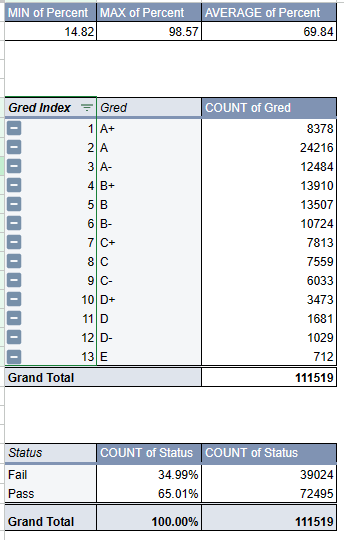 MIN of Percent MAX of Percent AVERAGE of Percent
14.82 98.57 69.84
Gred Index Gred COUNT of Gred
1 A+ 8378
2 A 24216
3 A- 12484
4 B+ 13910
5 B 13507
6 B- 10724
7 C+ 7813
8 C 7559
9 C- 6033
10 D+ 3473
11 D 1681
12 D- 1029
13 E 712
Grand Total 111519
Status COUNT of Status COUNT of Status
Fail 34.99% 39024
Pass 65.01% 72495
Grand Total 100.00% 111519